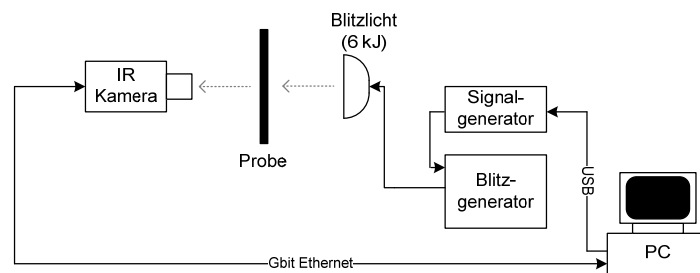 Blitzlicht
(6 kJ)
IR
Kamera
Probe
Signal-
generator
Blitz-
generator
USB
PC
Gbit Ethernet